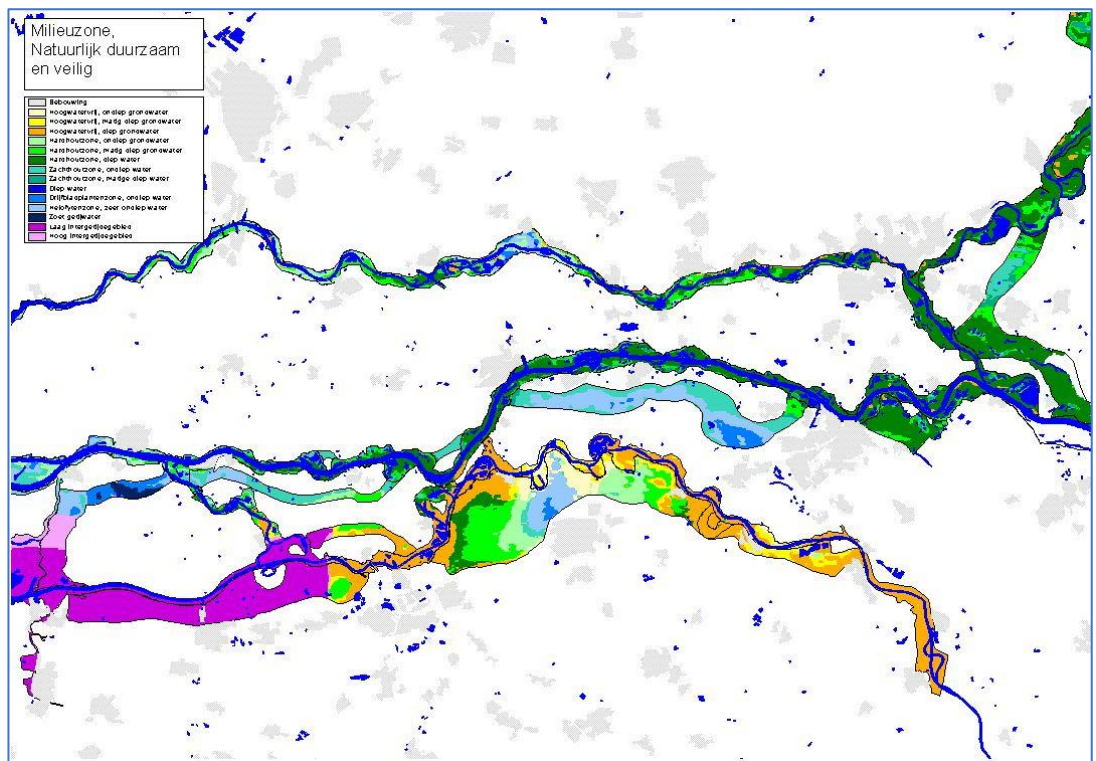 Milieuzone,
Natuurlijk duurzaam
en veilig
Bebouwing
Hoogwatervrij, ondiep grondwater
Hoogwatervrij, matig diep grondwater
Hoogwatervrij, diep grondwater
Hardhoutzone, ondiep grondwater
Hardhoutzone, matig diep grondwater
Hardhoutzone, diep water
Zachthoutzone, ondiep water
Zachthoutzone, matige diep water
Diep water
Drijfbladplantenzone, ondiep water
Helofytenzone, zeer ondiep water
Zoet getijwater
Laag intergetijdegebied
Hoog intergetijdegebied